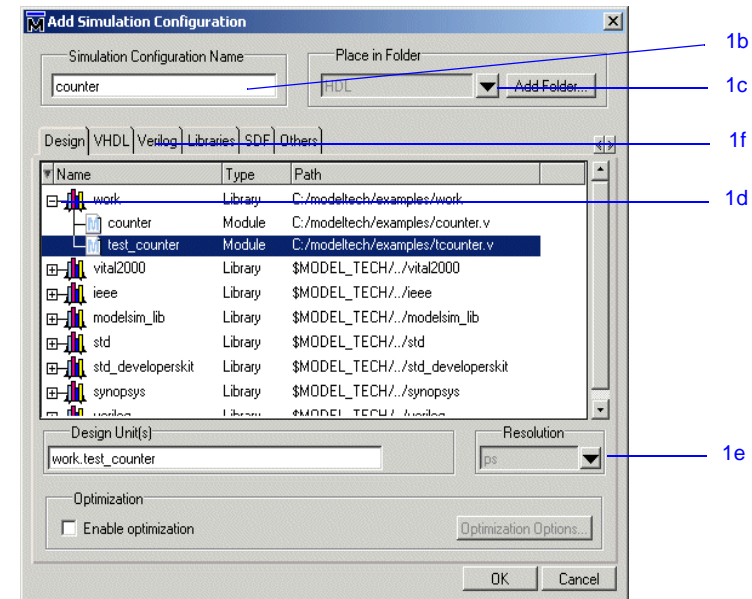 Add Simulation Configuration
Simulation Configuration Name
Place in Folder
1b
counter
HDL
Add Folder...
1c
Design
VHDL
Verilog
Libraries
SDF
Others
1f
Name
Type
Path
work
Library
C:/modeltech/examples/work
1d
counter
Module
C:/modeltech/examples/counter.v
test_counter
Module
C:/modeltech/examples/tcounter.v
vital2000
Library
$MODEL_TECH/../vital2000
ieee
Library
$MODEL_TECH/../ieee
modelsim_lib
Library
$MODEL_TECH/../modelsim_lib
std
Library
$MODEL_TECH/../std
std_developerskit
Library
$MODEL_TECH/../std_developerskit
synopsys
Library
$MODEL_TECH/../synopsys
verilog
Library
$MODEL_TECH/../verilog
Design Unit(s)
Resolution
work.test_counter
ps
1e
Optimization
Enable optimization
Optimization Options...
OK
Cancel